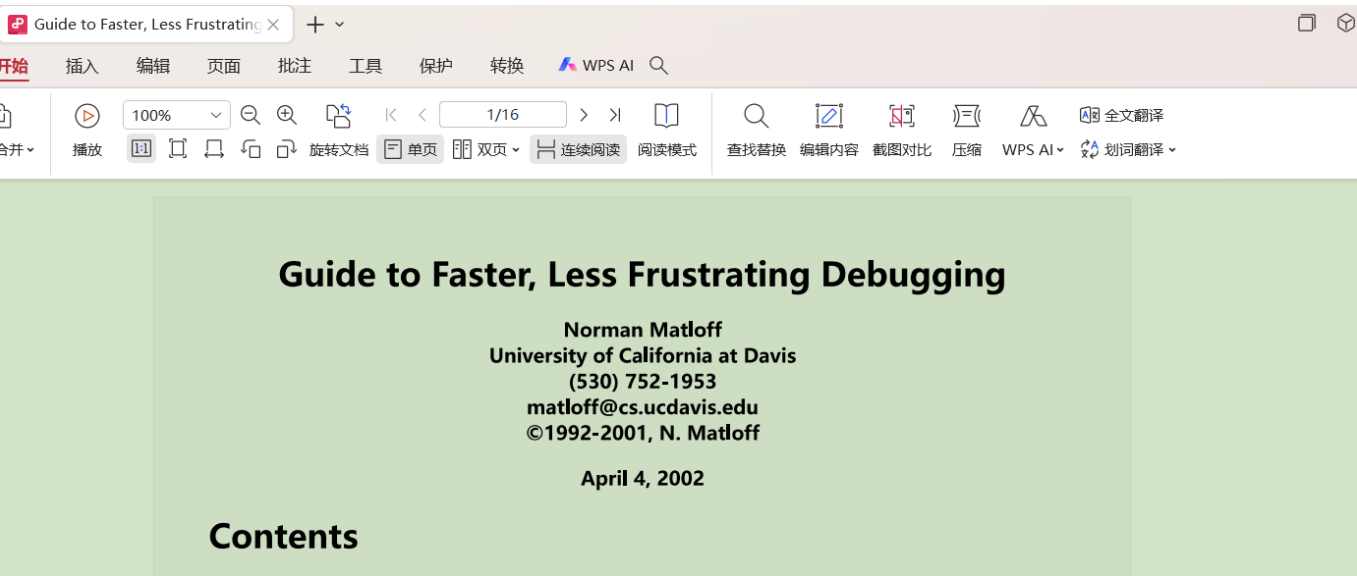 Guide to Faster, Less Frustrating
开始 插入 编辑 页面 批注 工具 保护 转换 WPS AI
100% 1/16 全文翻译
合并 播放 1:1 旋转文档 单页 双页 连续阅读 阅读模式 查找替换 编辑内容 截图对比 压缩 WPS AI 划词翻译
Guide to Faster, Less Frustrating Debugging
Norman Matloff
University of California at Davis
(530) 752-1953
matloff@cs.ucdavis.edu
©1992-2001, N. Matloff
April 4, 2002
Contents